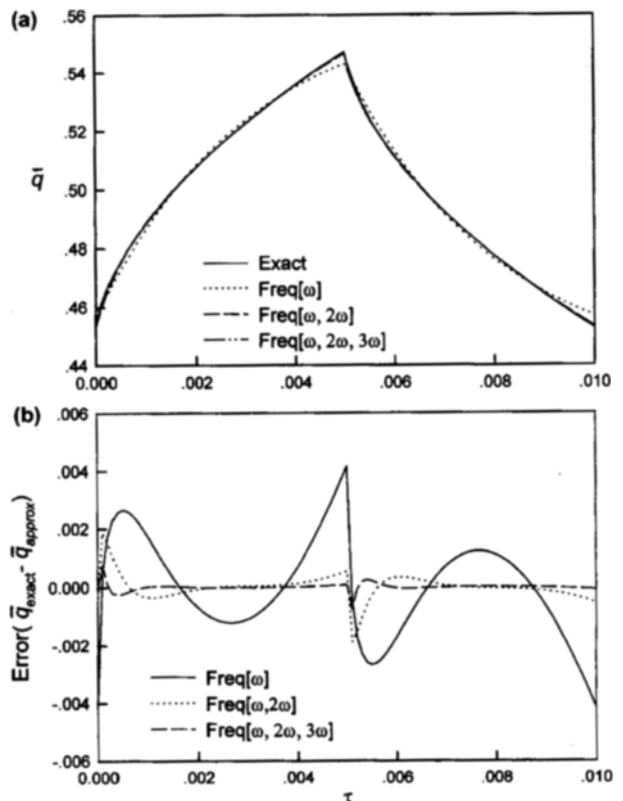 (a)
.56
.54
.52
.50
.48
.46
.44
q̄
Exact
Freq[ω]
Freq[ω, 2ω]
Freq[ω, 2ω, 3ω]
0.000 .002 .004 .006 .008 .010
(b)
.006
.004
.002
0.000
-.002
-.004
-.006
Error( q̄exact- q̄approx)
Freq[ω]
Freq[ω,2ω]
Freq[ω, 2ω, 3ω]
0.000 .002 .004 .006 .008 .010
τ